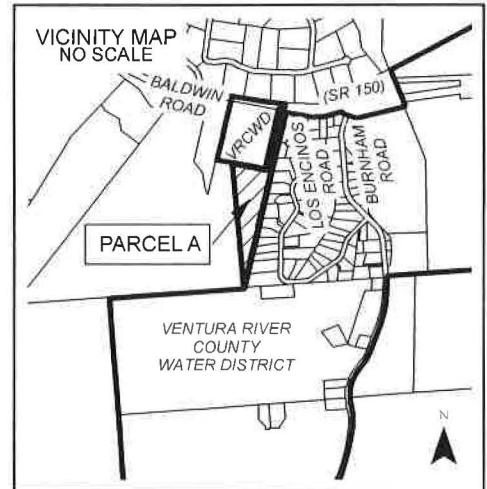 VICINITY MAP
NO SCALE
BALDWIN
ROAD
(SR 150)
VRCWD
LOS ENCINOS
ROAD
BURNHAM
ROAD
PARCEL A
VENTURA RIVER
COUNTY
WATER DISTRICT
N